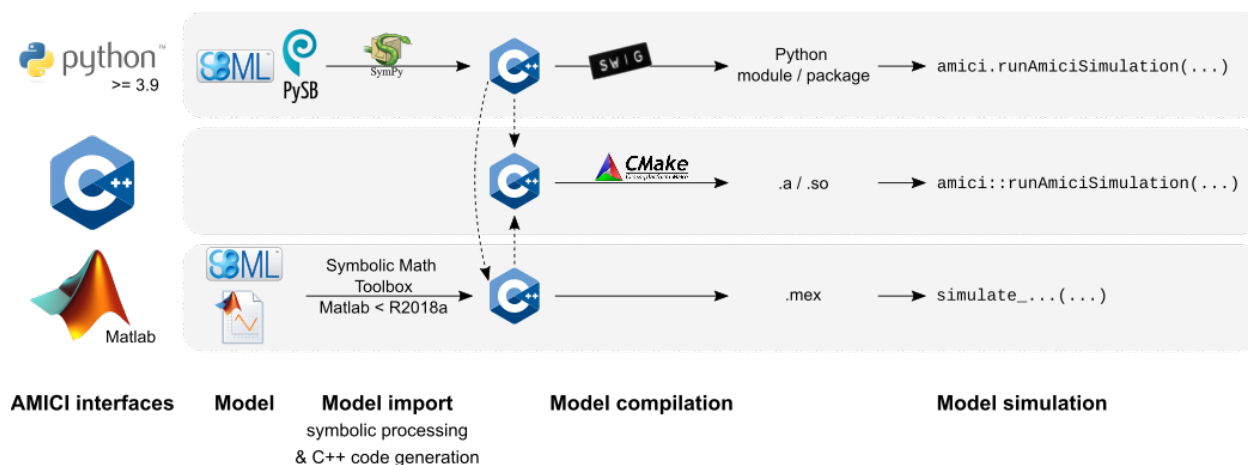 python™
>= 3.9
SBML
PySB
SymPy
C++
SWIG
Python
module / package
amici.runAmiciSimulation(...)
C++
C++
CMake
.a / .so
amici::runAmiciSimulation(...)
Matlab
SBML
Symbolic Math
Toolbox
Matlab < R2018a
C++
.mex
simulate_...(...)
AMICI interfaces
Model
Model import
symbolic processing
& C++ code generation
Model compilation
Model simulation